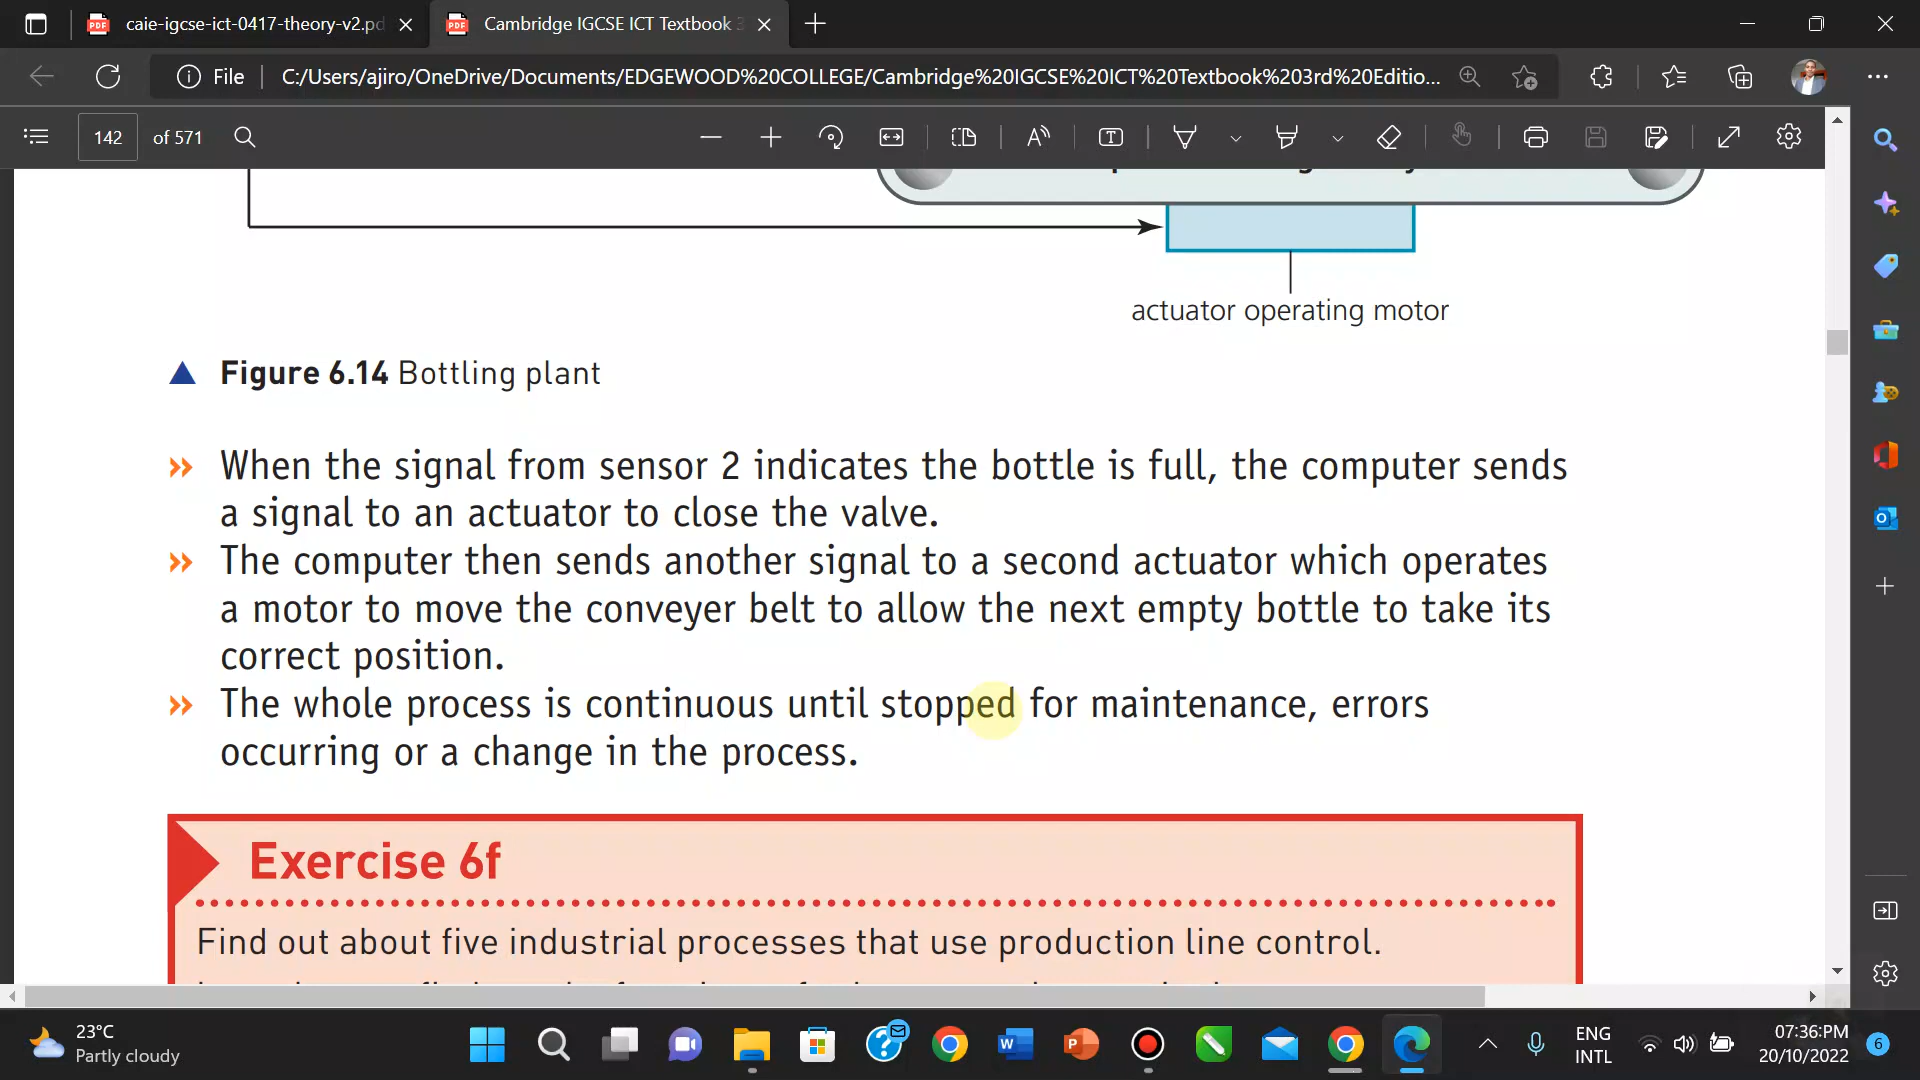 caie-igcse-ict-0417-theory-v2.pd
Cambridge IGCSE ICT Textbook 3
File
C:/Users/ajiro/OneDrive/Documents/EDGEWOOD%20COLLEGE/Cambridge%20IGCSE%20ICT%20Textbook%203rd%20Editio...
142 of 571
actuator operating motor
Figure 6.14 Bottling plant
» When the signal from sensor 2 indicates the bottle is full, the computer sends
a signal to an actuator to close the valve.
» The computer then sends another signal to a second actuator which operates
a motor to move the conveyer belt to allow the next empty bottle to take its
correct position.
» The whole process is continuous until stopped for maintenance, errors
occurring or a change in the process.
Exercise 6f
Find out about five industrial processes that use production line control.
23°C
Partly cloudy
ENG
INTL
07:36:PM
20/10/2022
6